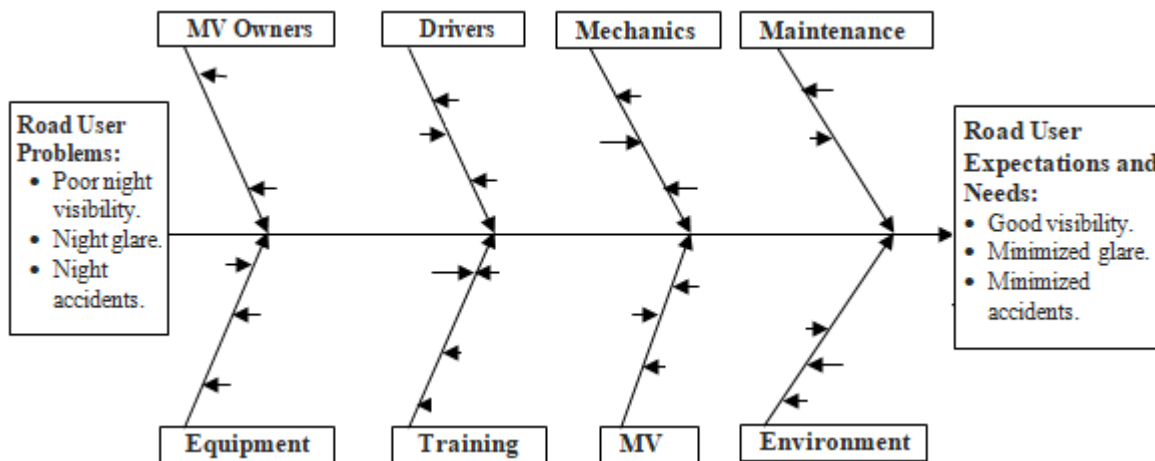 MV Owners
Drivers
Mechanics
Maintenance
Road User
Problems:
• Poor night
visibility.
• Night glare.
• Night
accidents.
Road User
Expectations and
Needs:
• Good visibility.
• Minimized glare.
• Minimized
accidents.
Equipment
Training
MV
Environment